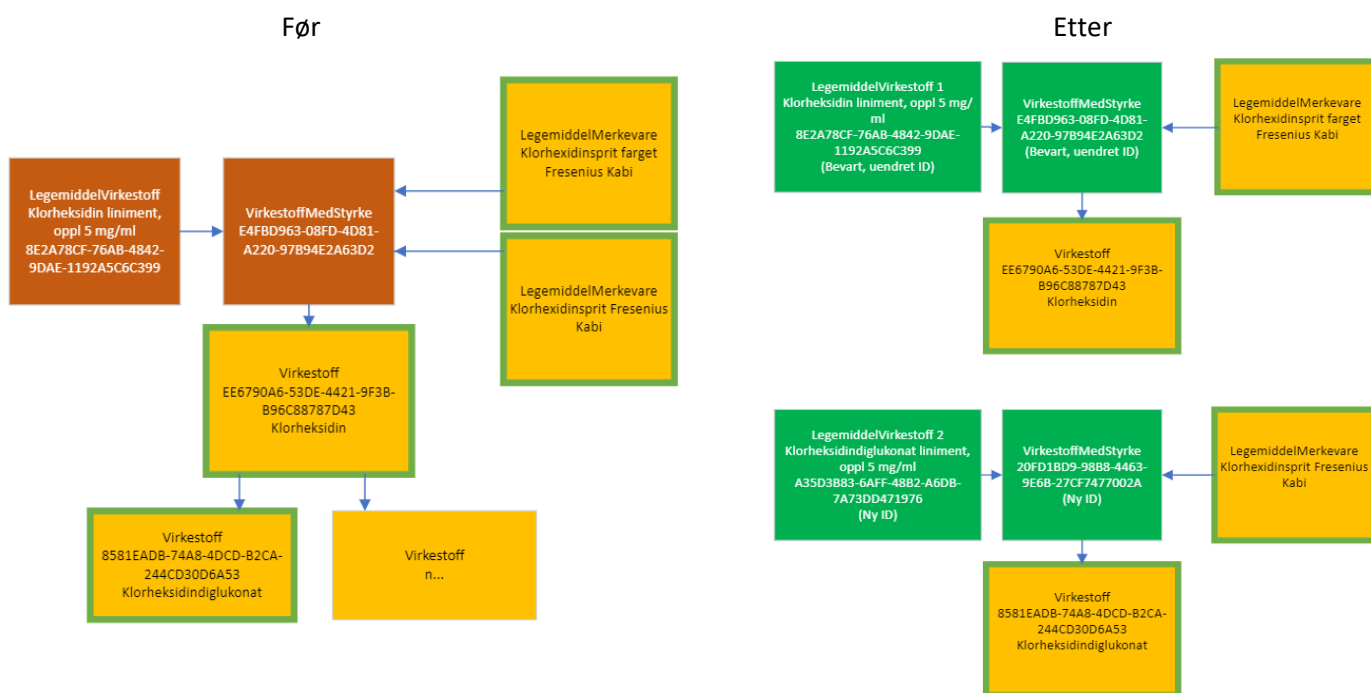 Før
LegemiddelVirkestoff
Klorheksidin liniment,
oppl 5 mg/ml
8E2A78CF-76AB-4842-
9DAE-1192A5C6C399
VirkestoffMedStyrke
E4FBD963-08FD-4D81-
A220-97B94E2A63D2
LegemiddelMerkevare
Klorhexidinsprit farget
Fresenius Kabi
LegemiddelMerkevare
Klorhexidinsprit Fresenius
Kabi
Virkestoff
EE6790A6-53DE-4421-9F3B-
B96C88787D43
Klorheksidin
Virkestoff
8581EADB-74A8-4DCD-B2CA-
244CD30D6A53
Klorheksidindiglukonat
Virkestoff
n...
Etter
LegemiddelVirkestoff 1
Klorheksidin liniment, oppl 5 mg/
ml
8E2A78CF-76AB-4842-9DAE-
1192A5C6C399
(Bevart, uendret ID)
VirkestoffMedStyrke
E4FBD963-08FD-4D81-
A220-97B94E2A63D2
(Bevart, uendret ID)
LegemiddelMerkevare
Klorhexidinsprit farget
Fresenius Kabi
Virkestoff
EE6790A6-53DE-4421-9F3B-
B96C88787D43
Klorheksidin
LegemiddelVirkestoff 2
Klorheksidindiglukonat liniment,
oppl 5 mg/ml
A35D3B83-6AFF-48B2-A6DB-
7A73DD471976
(Ny ID)
VirkestoffMedStyrke
20FD1BD9-98B8-4463-
9E6B-27CF7477002A
(Ny ID)
LegemiddelMerkevare
Klorhexidinsprit Fresenius
Kabi
Virkestoff
8581EADB-74A8-4DCD-B2CA-
244CD30D6A53
Klorheksidindiglukonat